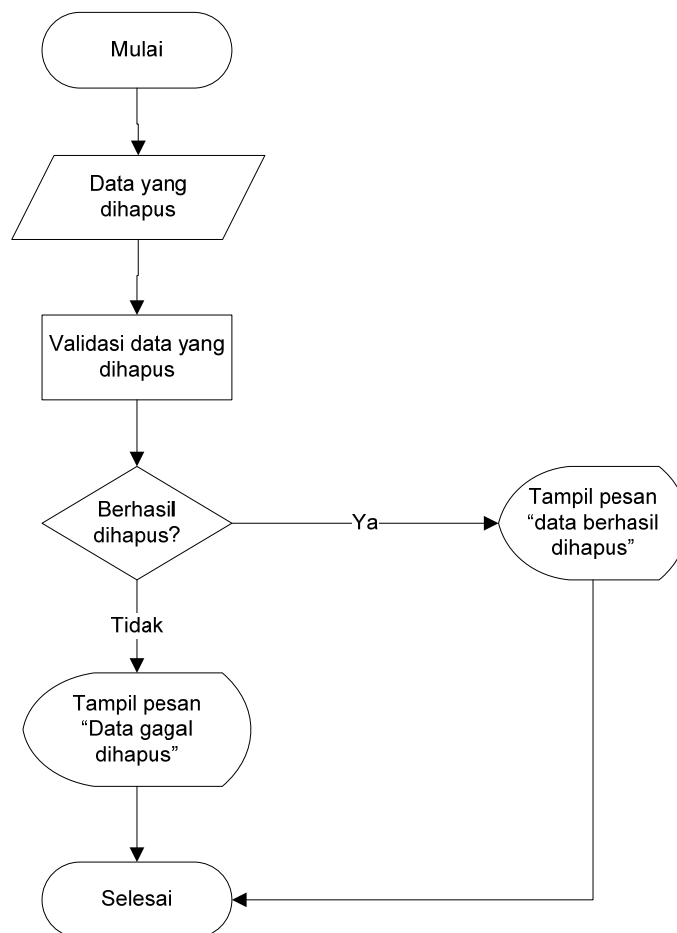 Mulai
Data yang
dihapus
Validasi data yang
dihapus
Berhasil
dihapus?
Ya
Tampil pesan
“data berhasil
dihapus”
Tidak
Tampil pesan
“Data gagal
dihapus”
Selesai